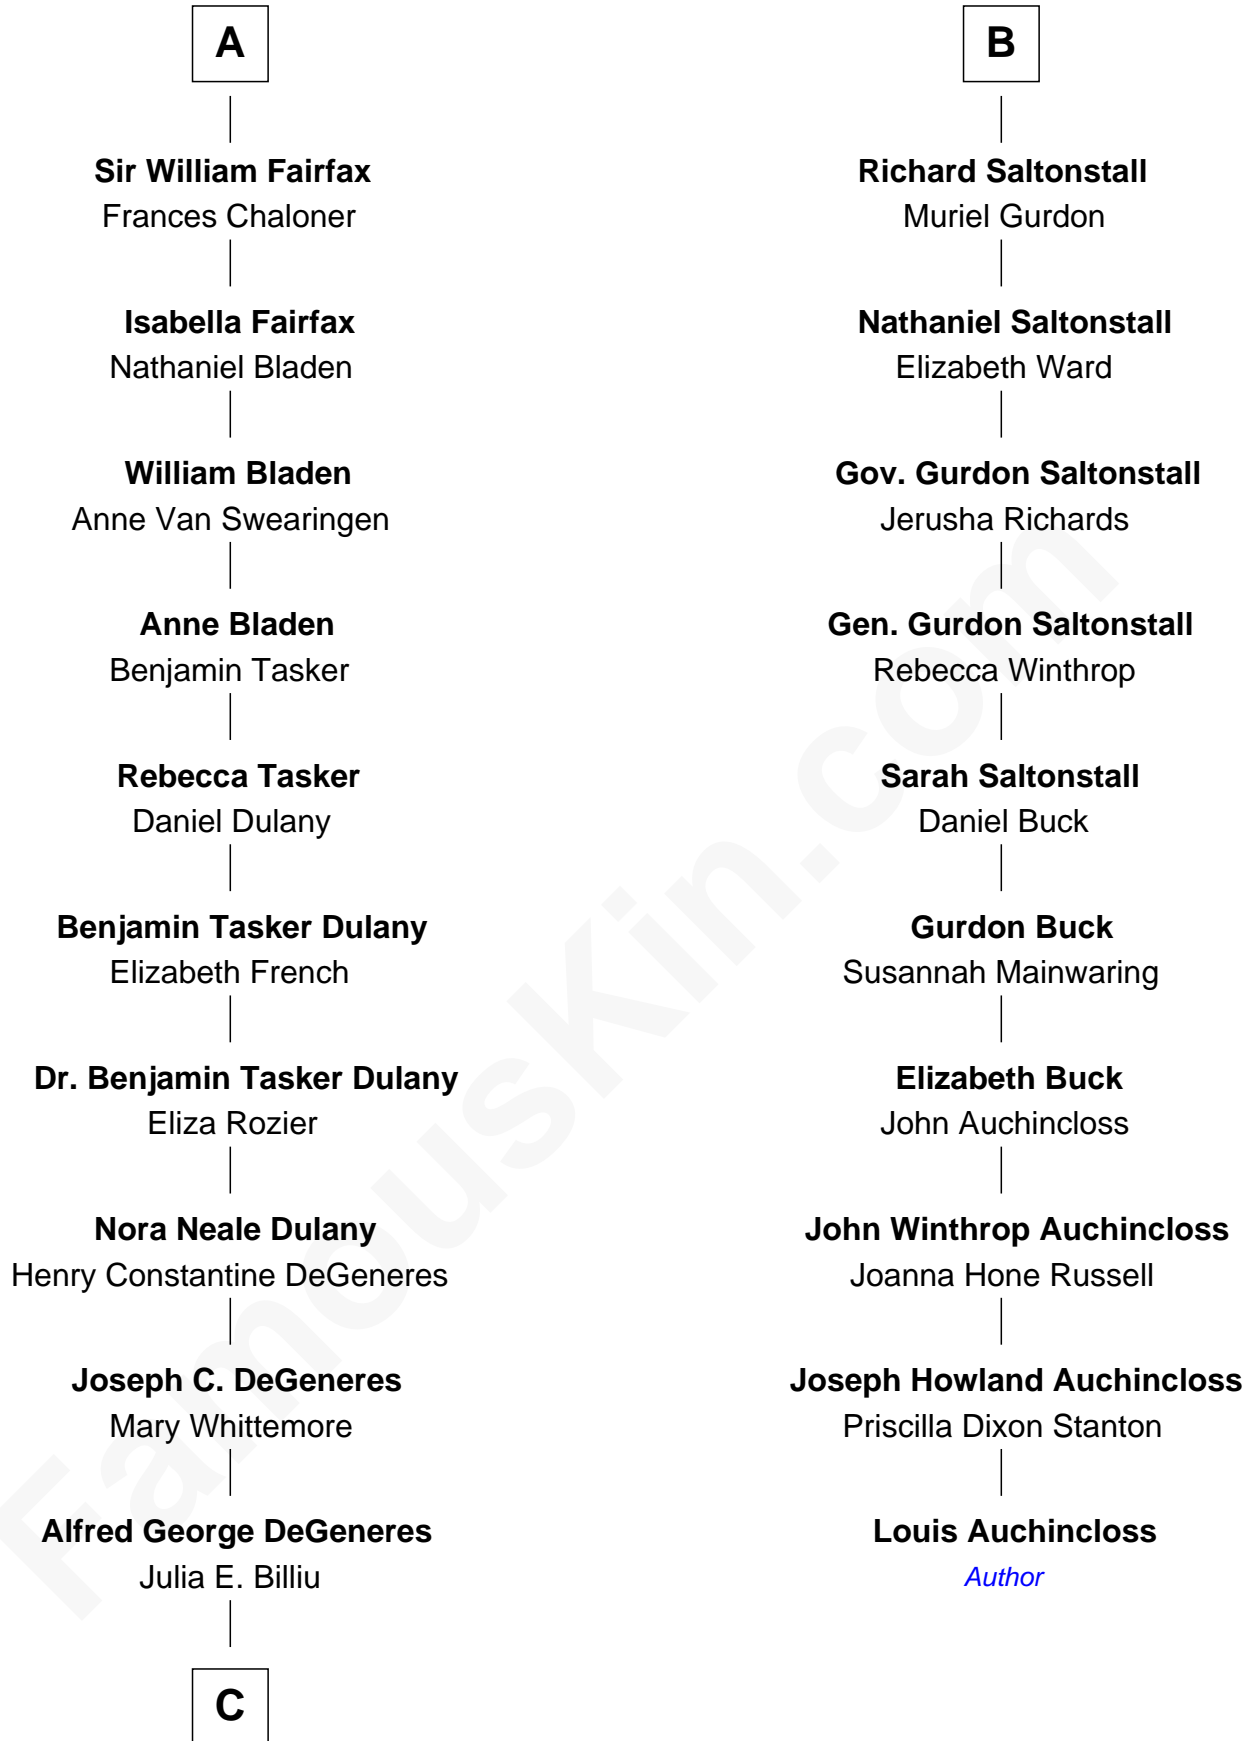 A
Sir William Fairfax
Frances Chaloner
Isabella Fairfax
Nathaniel Bladen
William Bladen
Anne Van Swearingen
Anne Bladen
Benjamin Tasker
Rebecca Tasker
Daniel Dulany
Benjamin Tasker Dulany
Elizabeth French
Dr. Benjamin Tasker Dulany
Eliza Rozier
Nora Neale Dulany
Henry Constantine DeGeneres
Joseph C. DeGeneres
Mary Whittemore
Alfred George DeGeneres
Julia E. Billiu
C
B
Richard Saltonstall
Muriel Gurdon
Nathaniel Saltonstall
Elizabeth Ward
Gov. Gurdon Saltonstall
Jerusha Richards
Gen. Gurdon Saltonstall
Rebecca Winthrop
Sarah Saltonstall
Daniel Buck
Gurdon Buck
Susannah Mainwaring
Elizabeth Buck
John Auchincloss
John Winthrop Auchincloss
Joanna Hone Russell
Joseph Howland Auchincloss
Priscilla Dixon Stanton
Louis Auchincloss
Author
FamousKin.com